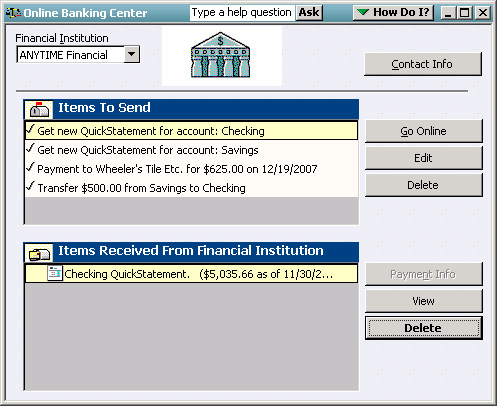 Online Banking Center
Type a help question Ask
How Do I?
Financial Institution
ANYTIME Financial
Contact Info
Items To Send
Get new QuickStatement for account: Checking
Get new QuickStatement for account: Savings
Payment to Wheeler's Tile Etc. for $625.00 on 12/19/2007
Transfer $500.00 from Savings to Checking
Go Online
Edit
Delete
Items Received From Financial Institution
Checking QuickStatement. ($5,035.66 as of 11/30/2...
Payment Info
View
Delete